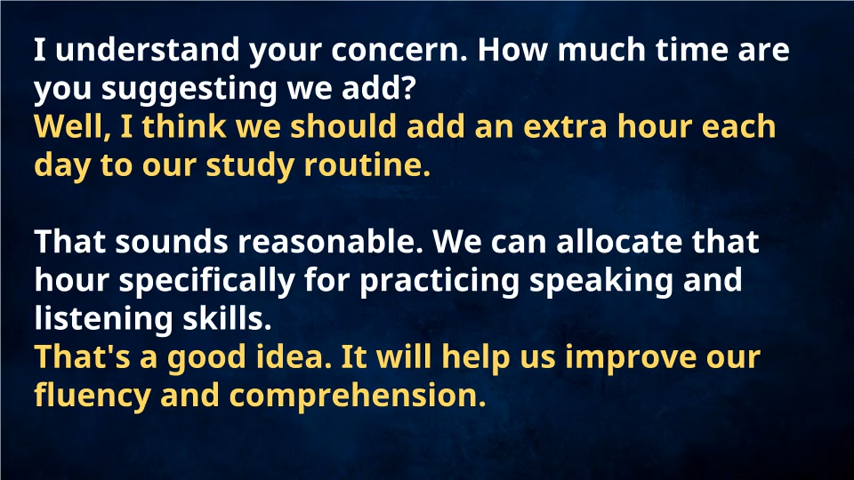 I understand your concern. How much time are
you suggesting we add?
Well, I think we should add an extra hour each
day to our study routine.
That sounds reasonable. We can allocate that
hour specifically for practicing speaking and
listening skills.
That's a good idea. It will help us improve our
fluency and comprehension.